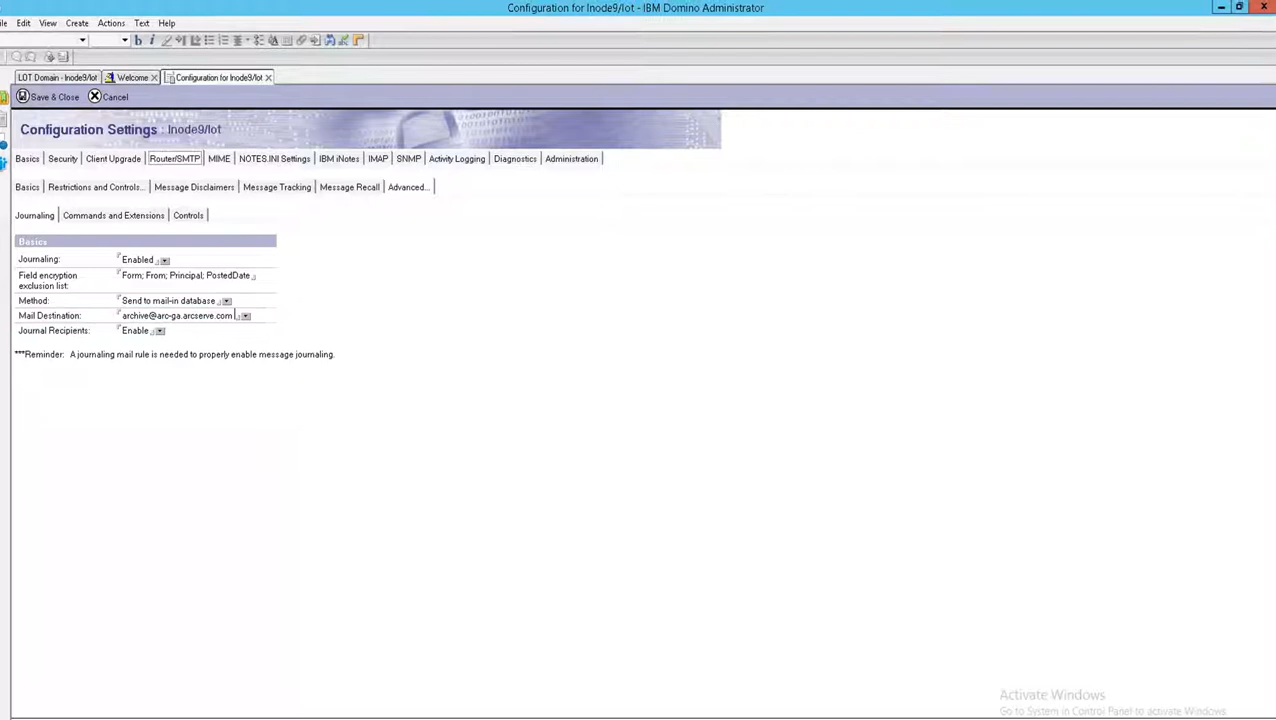 Configuration for Inode9/lot - IBM Domino Administrator
ile Edit View Create Actions Text Help
LOT Domain - Inode9/lot Welcome Configuration for Inode9/lot
Save & Close Cancel
Configuration Settings : Inode9/lot
Basics Security Client Upgrade Router/SMTP MIME NOTES.INI Settings IBM iNotes IMAP SNMP Activity Logging Diagnostics Administration
Basics Restrictions and Controls... Message Disclaimers Message Tracking Message Recall Advanced...
Journaling Commands and Extensions Controls
Basics
Journaling: Enabled
Field encryption exclusion list: Form; From; Principal; PostedDate
Method: Send to mail-in database
Mail Destination: archive@arc-ga.arcserve.com
Journal Recipients: Enable
***Reminder: A journaling mail rule is needed to properly enable message journaling.
Activate Windows
Go to System in Control Panel to activate Windows.